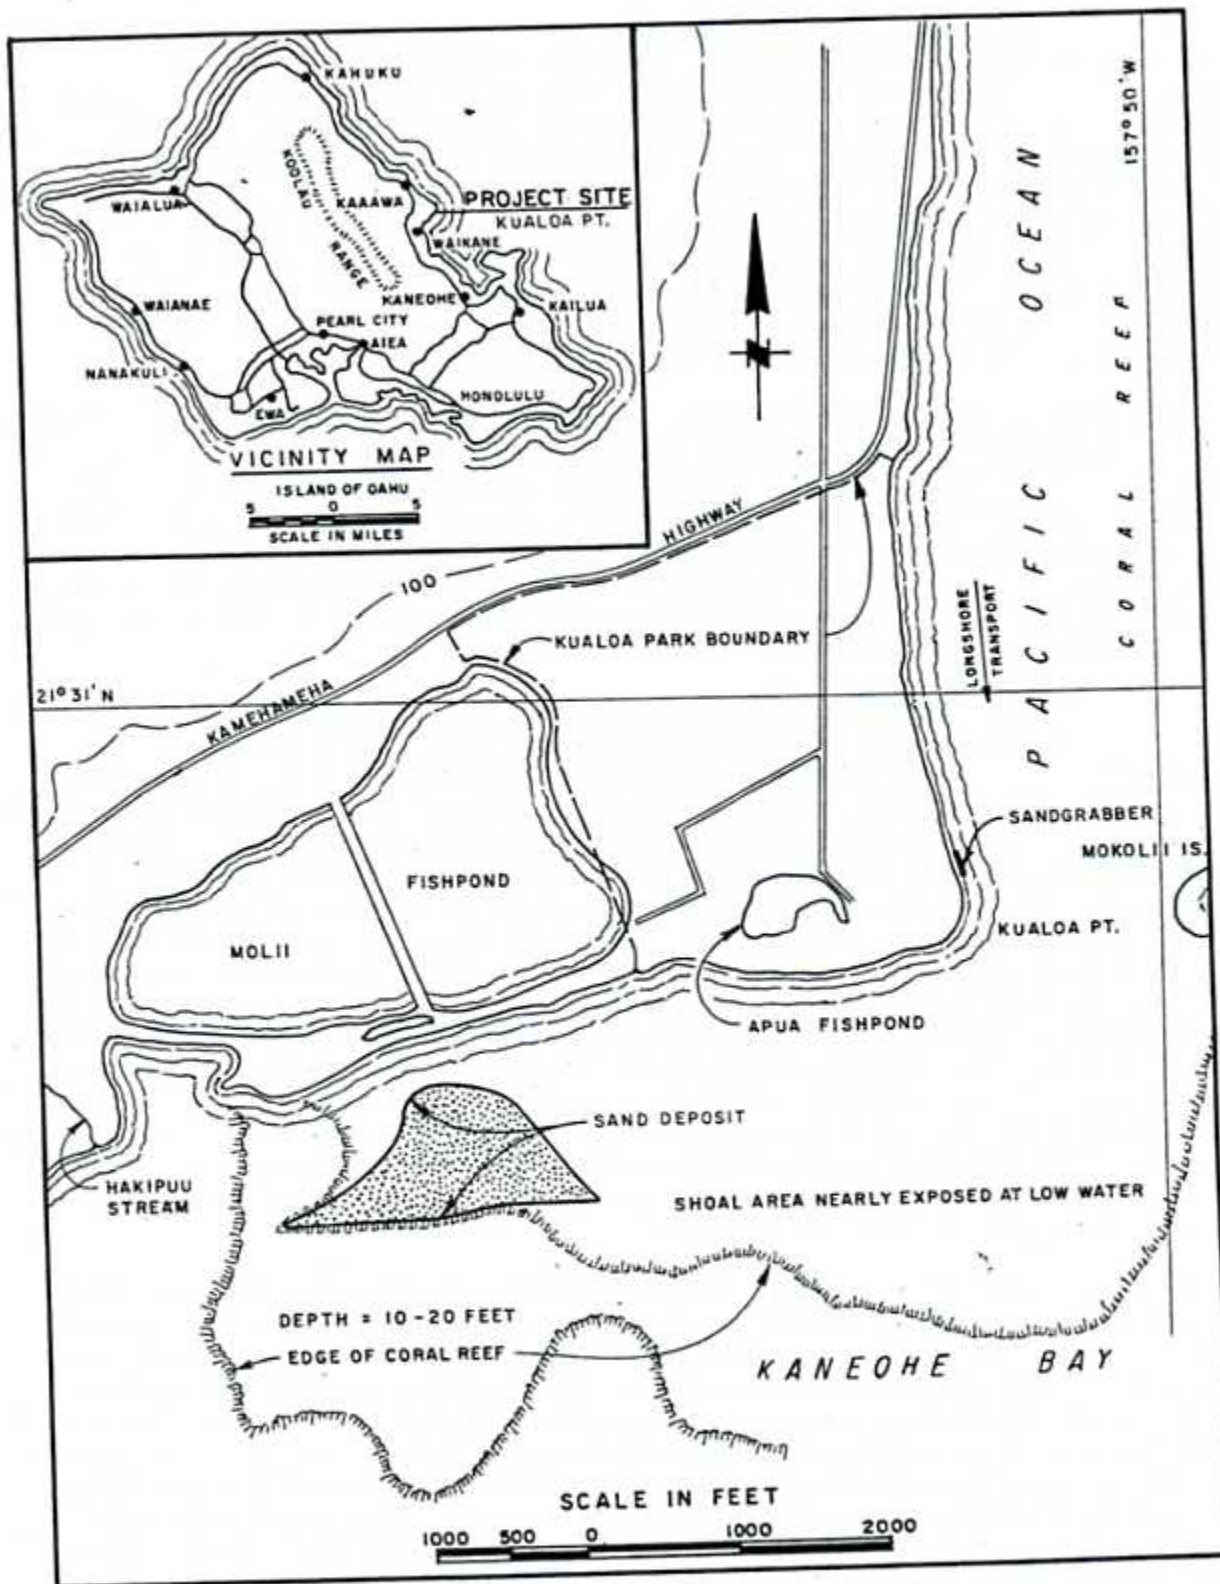 KAHUKU
KOOLAU
RANGE
KAAAWA
PROJECT SITE
KUALOA PT.
WAIALUA
WAIKANE
KANEOHE
KAILUA
WAIANAE
PEARL CITY
AIEA
NANAKULI
HONOLULU
EWA
VICINITY MAP
ISLAND OF OAHU
5 0 5
SCALE IN MILES
157° 50' W
PACIFIC OCEAN
CORAL REEF
N
HIGHWAY
100
KUALOA PARK BOUNDARY
LONGSHORE
TRANSPORT
21° 31' N
KAMEHAMEHA
SANDGRABBER
MOKOLII IS.
FISHPOND
MOLII
KUALOA PT.
APUA FISHPOND
SAND DEPOSIT
HAKIPUU
STREAM
SHOAL AREA NEARLY EXPOSED AT LOW WATER
DEPTH = 10-20 FEET
EDGE OF CORAL REEF
KANEOHE BAY
SCALE IN FEET
1000 500 0 1000 2000